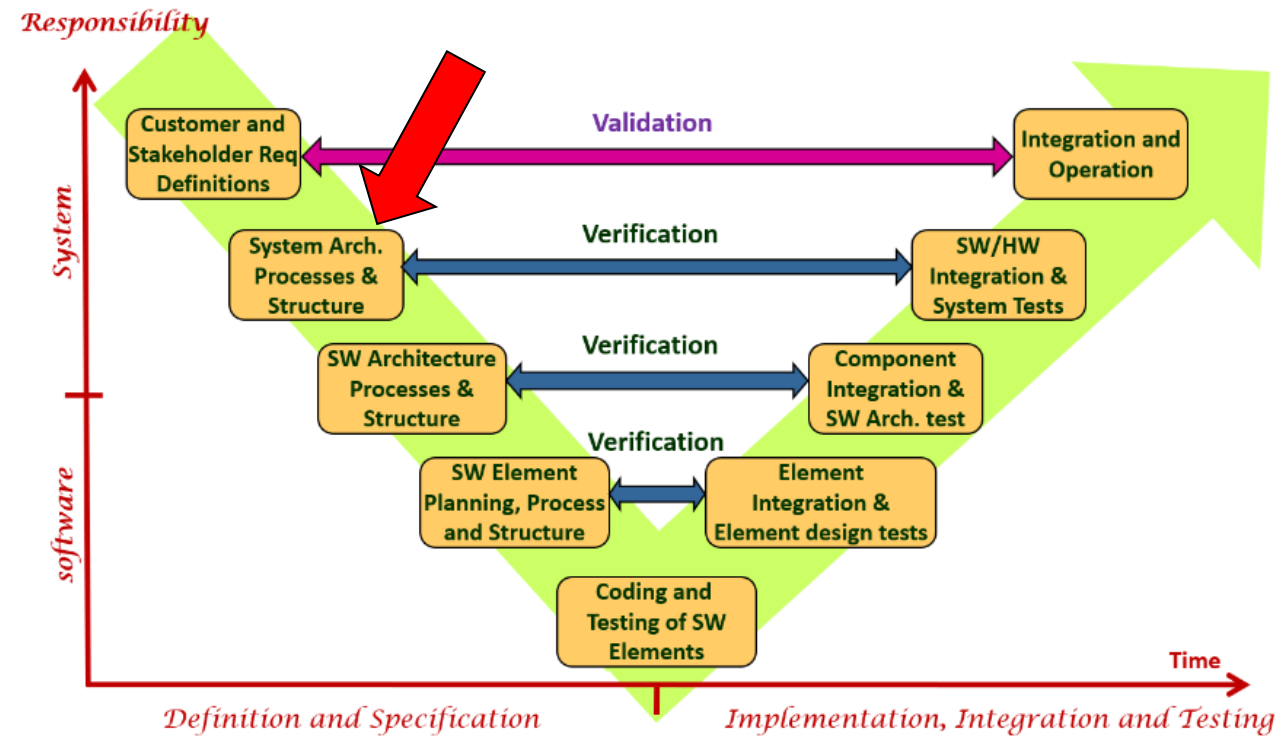 Responsibility
Customer and
Stakeholder Req
Definitions
Validation
Integration and
Operation
System
System Arch.
Processes &
Structure
Verification
SW/HW
Integration &
System Tests
SW Architecture
Processes &
Structure
Verification
Component
Integration &
SW Arch. test
software
SW Element
Planning, Process
and Structure
Verification
Element
Integration &
Element design tests
Coding and
Testing of SW
Elements
Time
Definition and Specification
Implementation, Integration and Testing